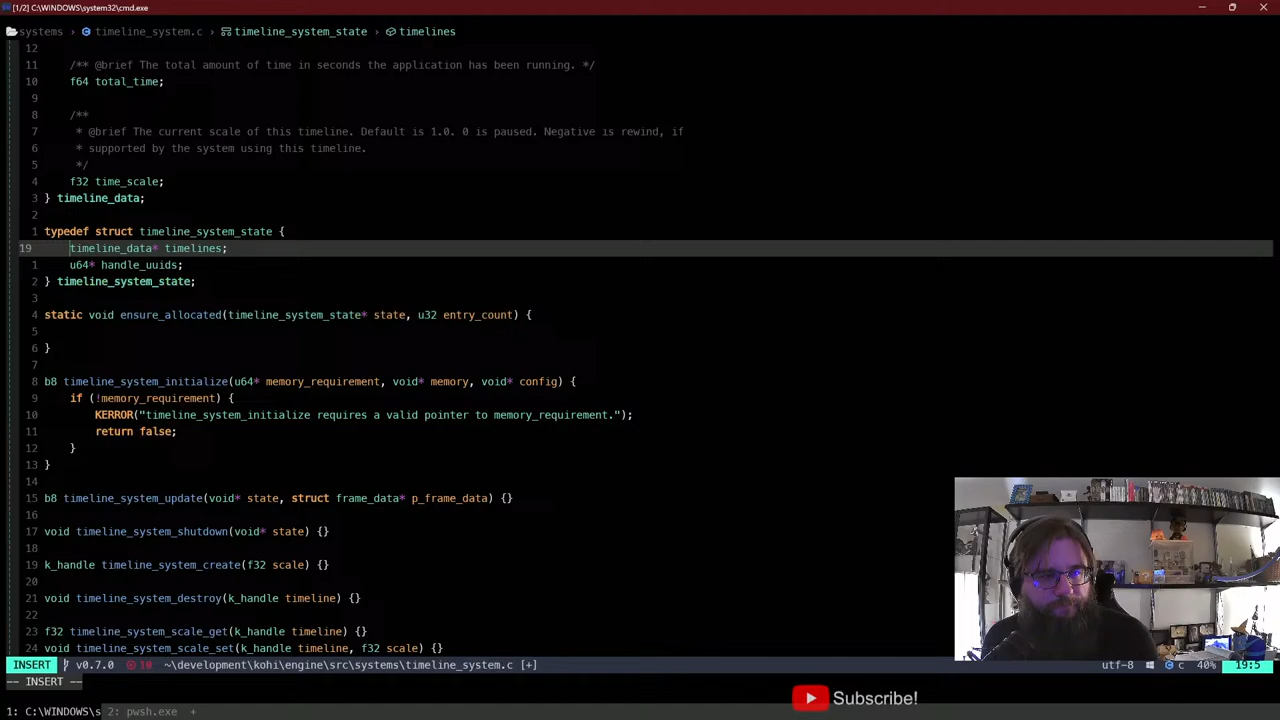 [1/2] C:\WINDOWS\system32\cmd.exe
systems › timeline_system.c › timeline_system_state › timelines
12
11 /** @brief The total amount of time in seconds the application has been running. */
10 f64 total_time;
9
8 /**
7 * @brief The current scale of this timeline. Default is 1.0. 0 is paused. Negative is rewind, if
6 * supported by the system using this timeline.
5 */
4 f32 time_scale;
3 } timeline_data;
2
1 typedef struct timeline_system_state {
19 timeline_data* timelines;
1 u64* handle_uuids;
2 } timeline_system_state;
3
4 static void ensure_allocated(timeline_system_state* state, u32 entry_count) {
5
6 }
7
8 b8 timeline_system_initialize(u64* memory_requirement, void* memory, void* config) {
9 if (!memory_requirement) {
10 KERROR("timeline_system_initialize requires a valid pointer to memory_requirement.");
11 return false;
12 }
13 }
14
15 b8 timeline_system_update(void* state, struct frame_data* p_frame_data) {}
16
17 void timeline_system_shutdown(void* state) {}
18
19 k_handle timeline_system_create(f32 scale) {}
20
21 void timeline_system_destroy(k_handle timeline) {}
22
23 f32 timeline_system_scale_get(k_handle timeline) {}
24 void timeline_system_scale_set(k_handle timeline, f32 scale) {}
INSERT v0.7.0 10 ~\development\kohi\engine\src\systems\timeline_system.c [+] utf-8 c 40% 19:5
-- INSERT --
Subscribe!
1: C:\WINDOWS\s 2: pwsh.exe +